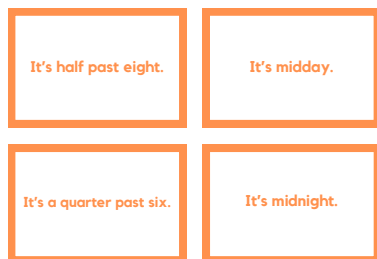 It's half past eight.
It's midday.
It's a quarter past six.
It's midnight.